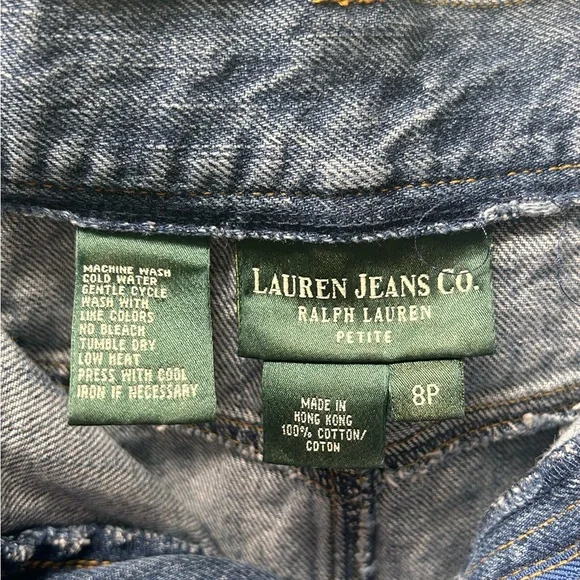 MACHINE WASH
COLD WATER
GENTLE CYCLE
WASH WITH
LIKE COLORS
NO BLEACH
TUMBLE DRY
LOW HEAT
PRESS WITH COOL
IRON IF NECESSARY
LAUREN JEANS CO.
RALPH LAUREN
PETITE
MADE IN
HONG KONG
100% COTTON/
COTON
8P